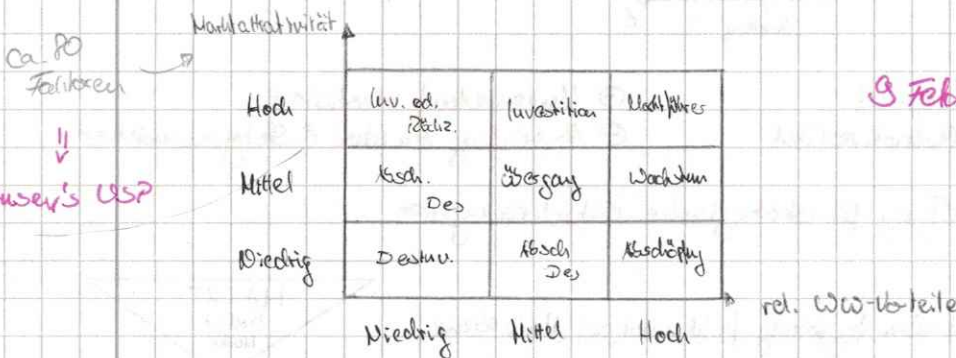 Marktattraktivität
Ca. 80
Faktoren
Hoch
Inv. od.
Investition
Marktführer
9 Feb
Mittel
Absch.
Des
Übergang
Wachstum
USP
Niedrig
Desinv.
Absch
Des
Abschöpfung
rel. WW-Vorteile
Niedrig Mittel Hoch